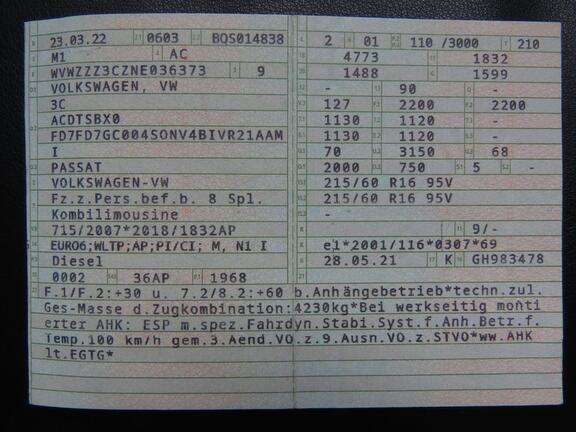 23.03.22 0603 BQS014838
M1 AC
WVWZZZ3CZNE036373 9
VOLKSWAGEN, VW
3C
ACDTSBX0
FD7FD7GC004SONV4BIVR21AAM
I
PASSAT
VOLKSWAGEN-VW
Fz.z.Pers.bef.b. 8 Spl.
Kombilimousine
715/2007*2018/1832AP
EURO6;WLTP;AP;PI/CI; M, N1 I
Diesel
0002 36AP 1968
2 01 110 /3000 210
4773 1832
1488 1599
- 90 -
127 2200 2200
1130 1120 -
1130 1120 -
70 3150 68
2000 750 5 -
215/60 R16 95V
215/60 R16 95V
-
9/-
e1*2001/116*0307*69
28.05.21 K GH983478
F.1/F.2:+30 u. 7.2/8.2:+60 b.Anhängebetrieb*techn.zul.
Ges-Masse d.Zugkombination:4230kg*Bei werkseitig monti
erter AHK: ESP m.spez.Fahrdyn.Stabi.Syst.f.Anh.Betr.f.
Temp.100 km/h gem.3.Aend.VO.z.9.Ausn.VO.z.STVO*ww.AHK
lt.EGTG*